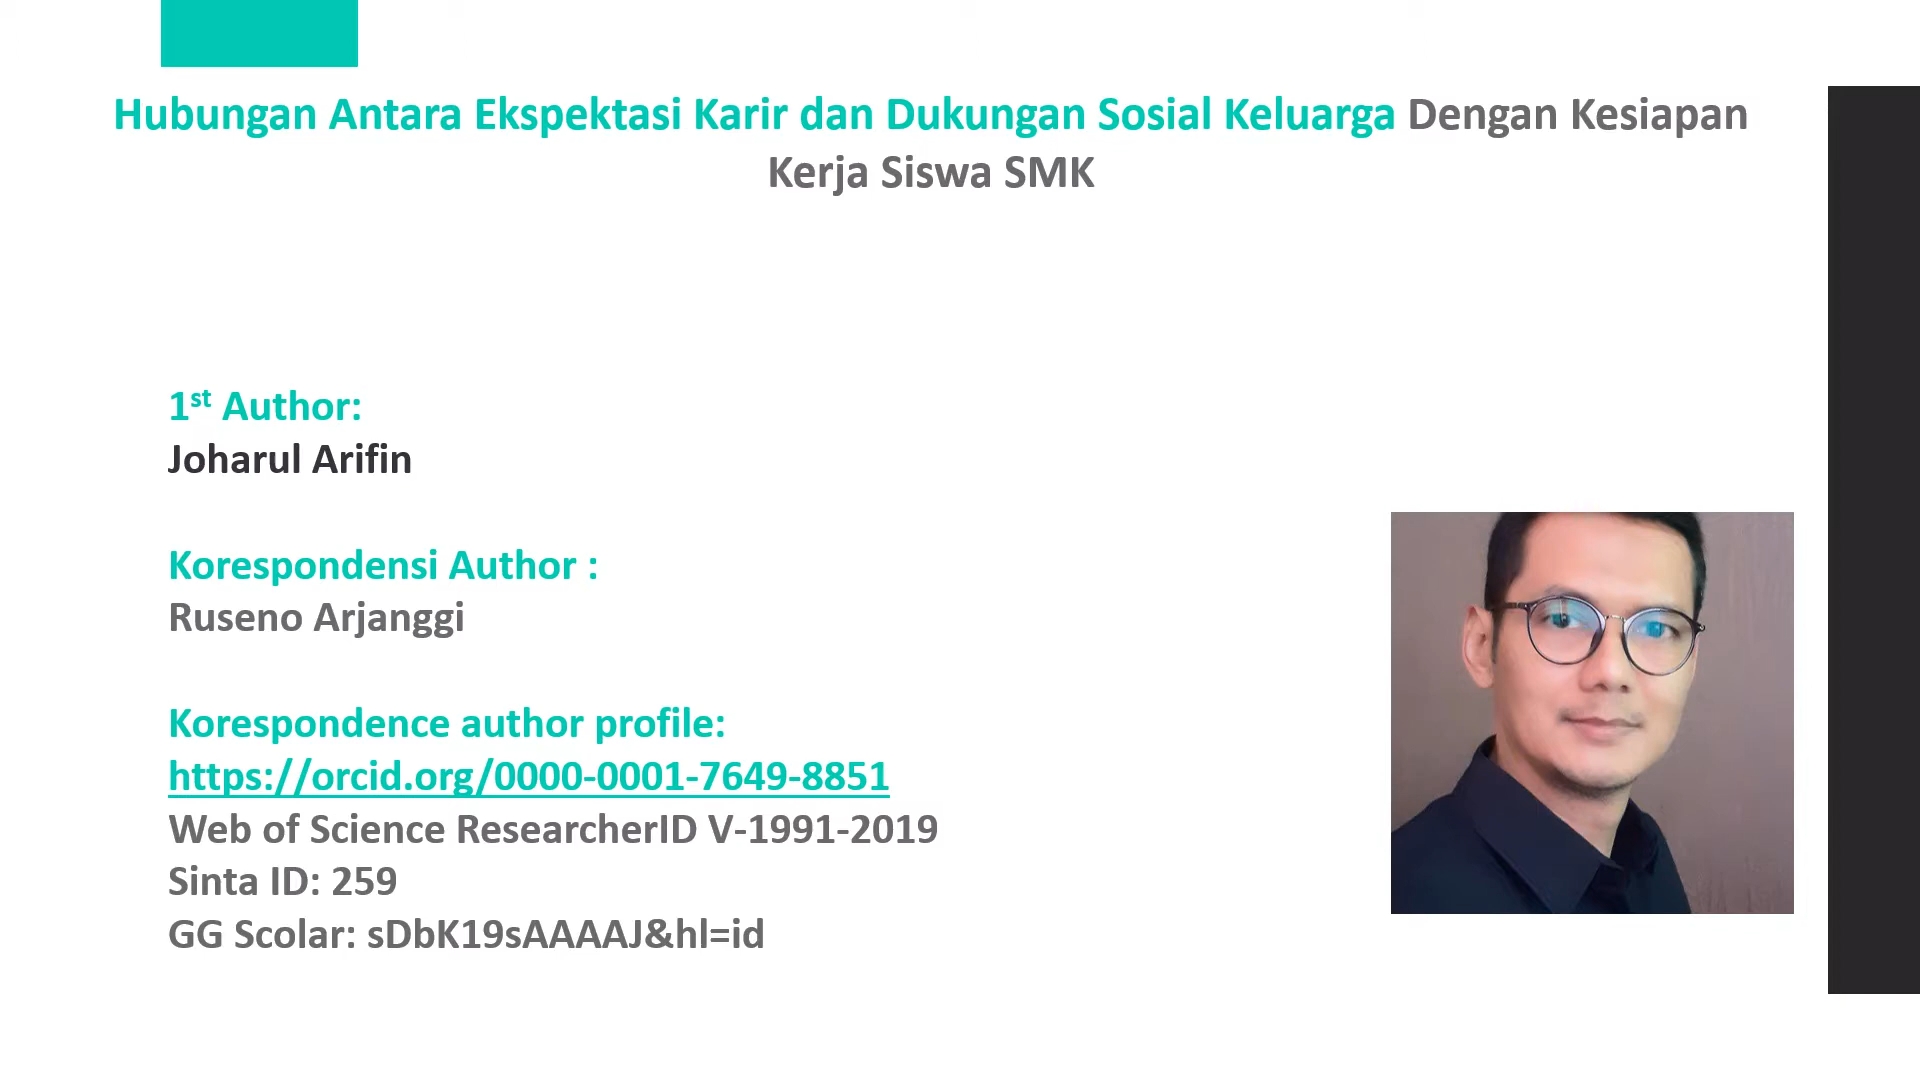 Hubungan Antara Ekspektasi Karir dan Dukungan Sosial Keluarga Dengan Kesiapan
Kerja Siswa SMK
1st Author:
Joharul Arifin
Korespondensi Author :
Ruseno Arjanggi
Korespondence author profile:
https://orcid.org/0000-0001-7649-8851
Web of Science ResearcherID V-1991-2019
Sinta ID: 259
GG Scolar: sDbK19sAAAAJ&hl=id